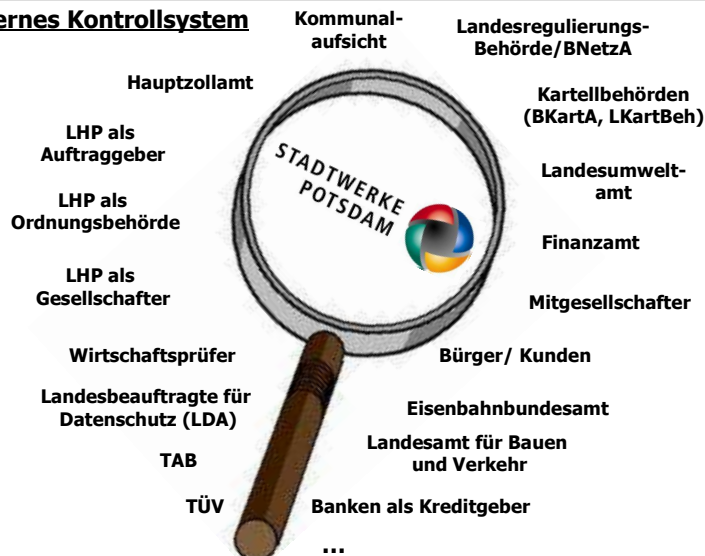 ernes Kontrollsystem
Kommunal-
aufsicht
Landesregulierungs-
Behörde/BNetzA
Hauptzollamt
Kartellbehörden
(BKartA, LKartBeh)
LHP als
Auftraggeber
STADTWERKE
POTSDAM
Landesumwelt-
amt
LHP als
Ordnungsbehörde
Finanzamt
LHP als
Gesellschafter
Mitgesellschafter
Wirtschaftsprüfer
Bürger/ Kunden
Landesbeauftragte für
Datenschutz (LDA)
Eisenbahnbundesamt
Landesamt für Bauen
und Verkehr
TAB
TÜV
Banken als Kreditgeber
...